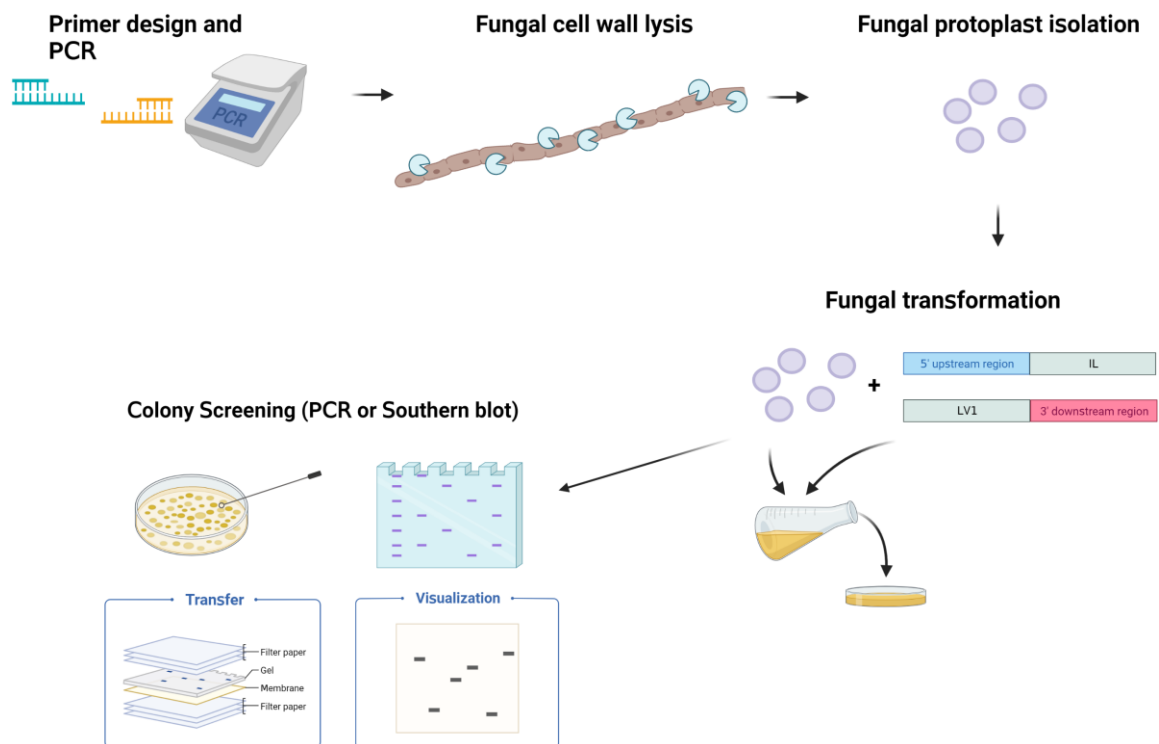 Primer design and
PCR
PCR
Fungal cell wall lysis
Fungal protoplast isolation
Fungal transformation
5' upstream region
IL
+
LV1
3' downstream region
Colony Screening (PCR or Southern blot)
Transfer
Filter paper
Gel
Membrane
Filter paper
Visualization